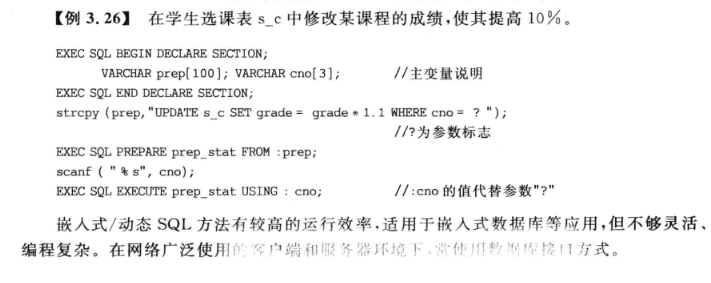 【例 3.26】 在学生选课表 s_c 中修改某课程的成绩,使其提高 10%。
EXEC SQL BEGIN DECLARE SECTION;
VARCHAR prep[100]; VARCHAR cno[3]; //主变量说明
EXEC SQL END DECLARE SECTION;
strcpy (prep,"UPDATE s_c SET grade = grade * 1.1 WHERE cno = ? ");
//?为参数标志
EXEC SQL PREPARE prep_stat FROM :prep;
scanf ( " % s", cno);
EXEC SQL EXECUTE prep_stat USING : cno; //:cno 的值代替参数"?"
嵌入式/动态 SQL 方法有较高的运行效率,适用于嵌入式数据库等应用,但不够灵活、
编程复杂。在网络广泛使用的客户端和服务器环境下,常使用数据库接口方式。